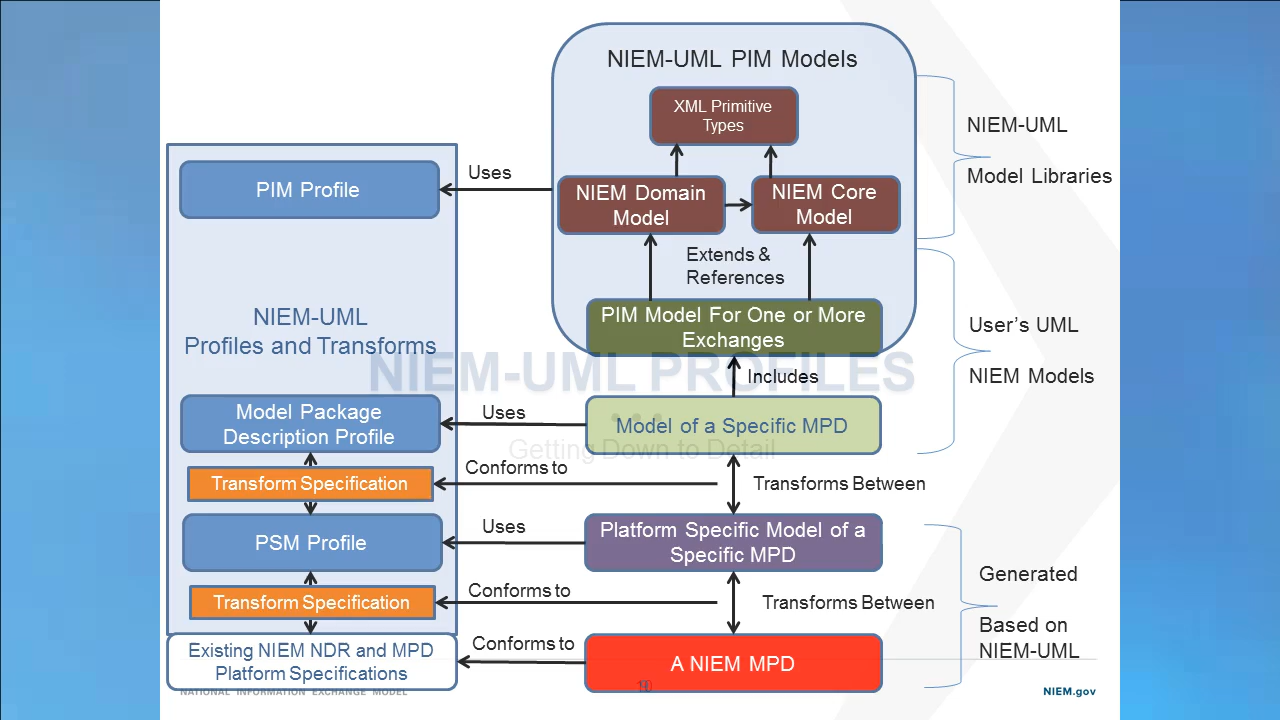 NIEM-UML PIM Models
XML Primitive
Types
NIEM-UML
Model Libraries
PIM Profile
Uses
NIEM Domain
Model
NIEM Core
Model
Extends &
References
NIEM-UML
Profiles and Transforms
PIM Model For One or More
Exchanges
User's UML
NIEM Models
NIEM-UML PROFILES
Includes
Model Package
Description Profile
Uses
Model of a Specific MPD
Getting Down to Detail
Transform Specification
Conforms to
Transforms Between
PSM Profile
Uses
Platform Specific Model of a
Specific MPD
Transform Specification
Conforms to
Transforms Between
Generated
Based on
NIEM-UML
Existing NIEM NDR and MPD
Platform Specifications
Conforms to
A NIEM MPD
NATIONAL INFORMATION EXCHANGE MODEL
NIEM.gov